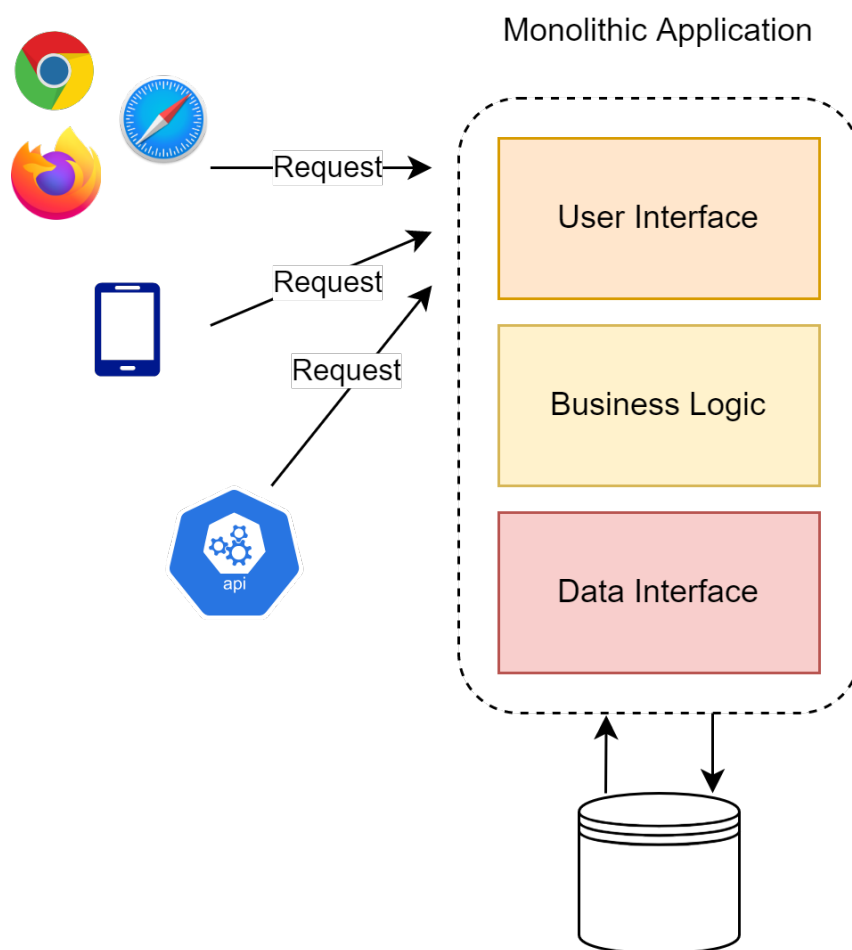 Monolithic Application
Request
User Interface
Request
Request
Business Logic
api
Data Interface